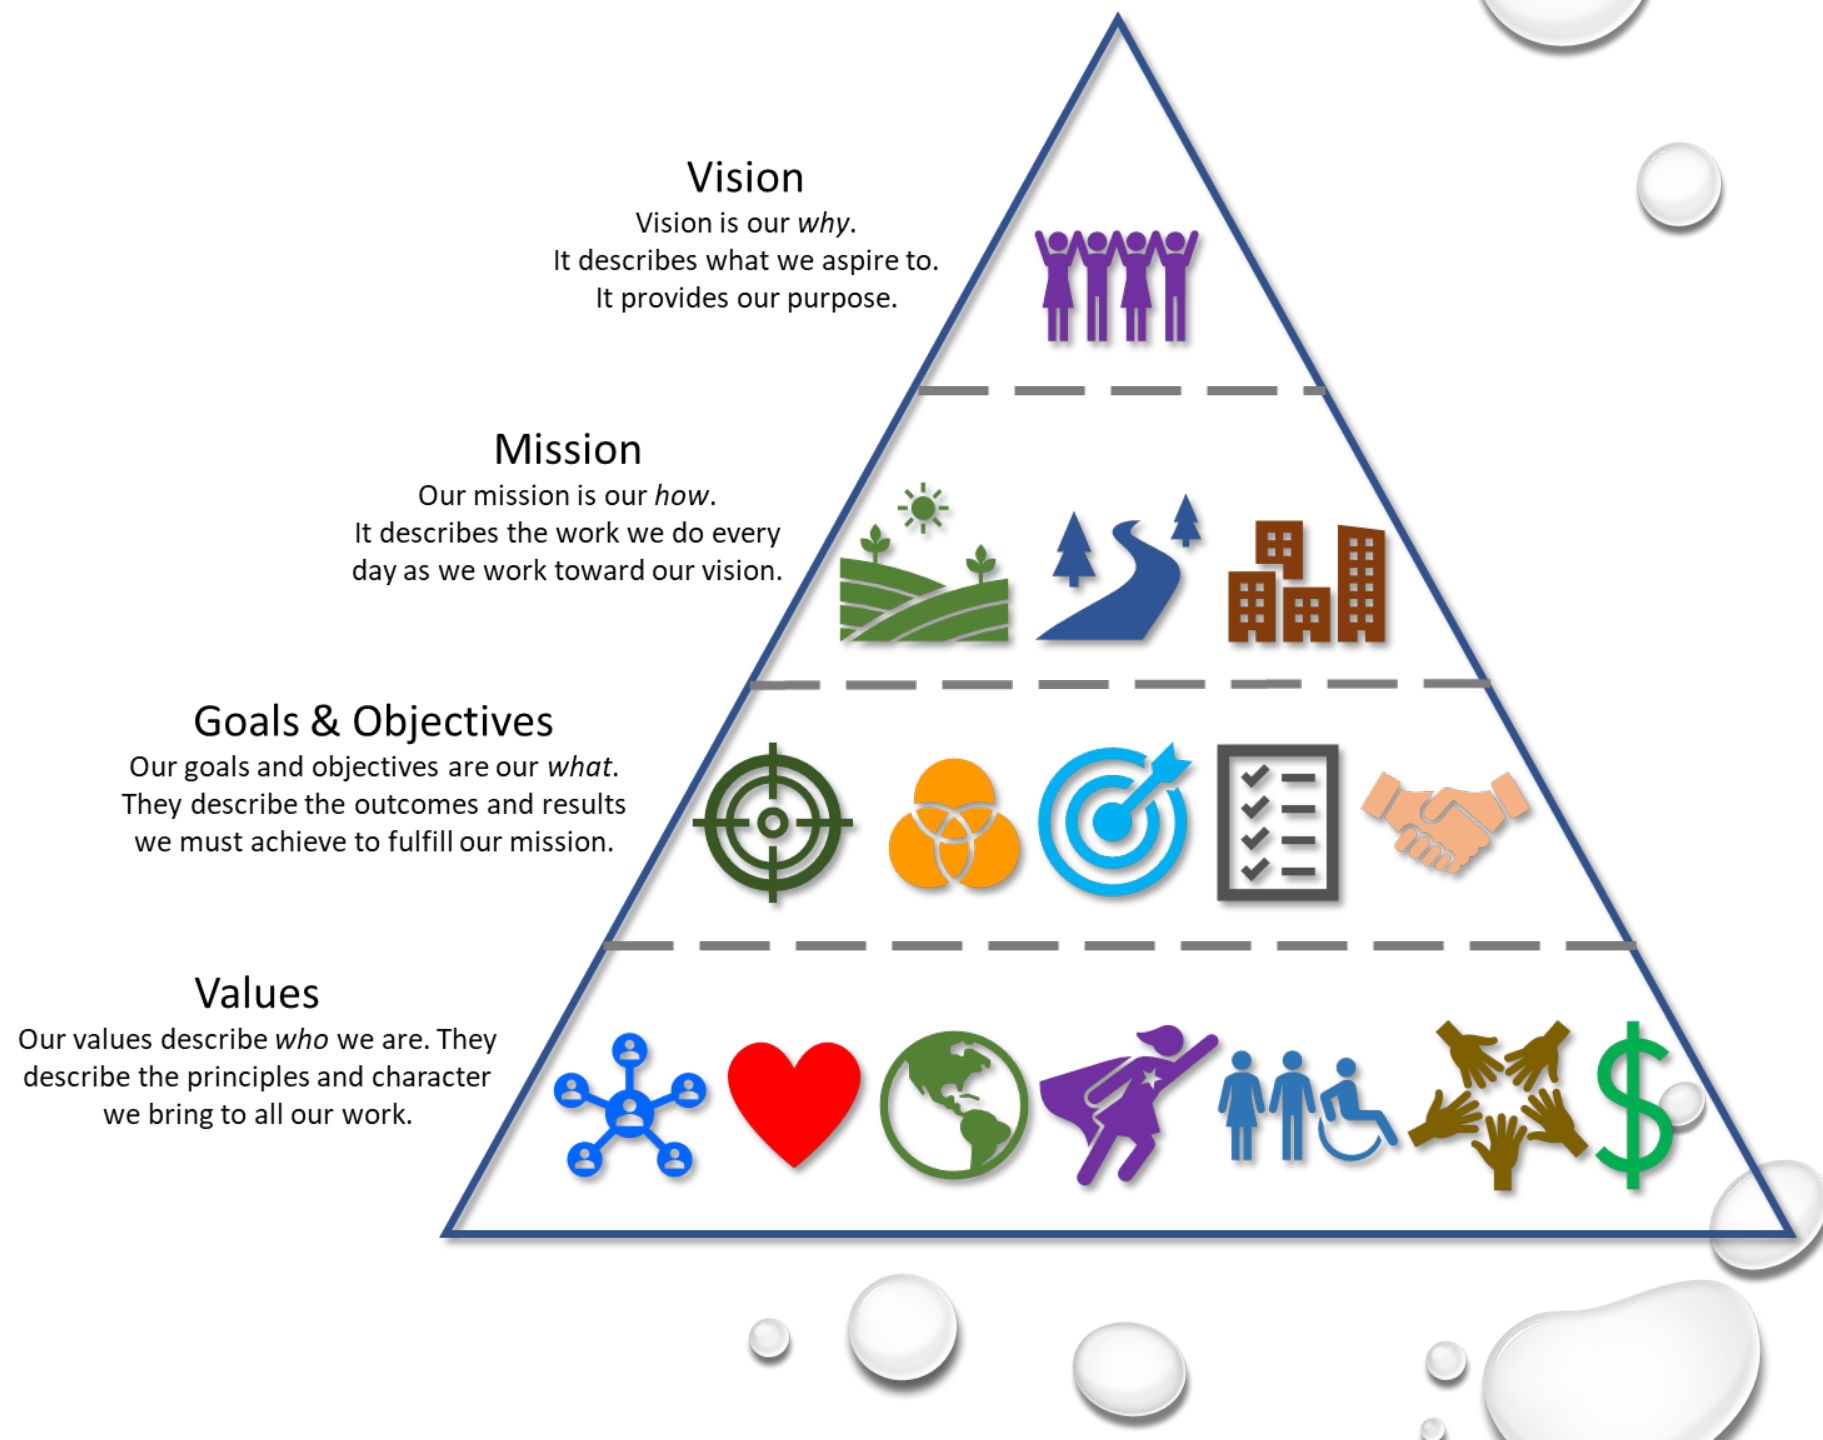 Vision
Vision is our why.
It describes what we aspire to.
It provides our purpose.
Mission
Our mission is our how.
It describes the work we do every
day as we work toward our vision.
Goals & Objectives
Our goals and objectives are our what.
They describe the outcomes and results
we must achieve to fulfill our mission.
Values
Our values describe who we are. They
describe the principles and character
we bring to all our work.